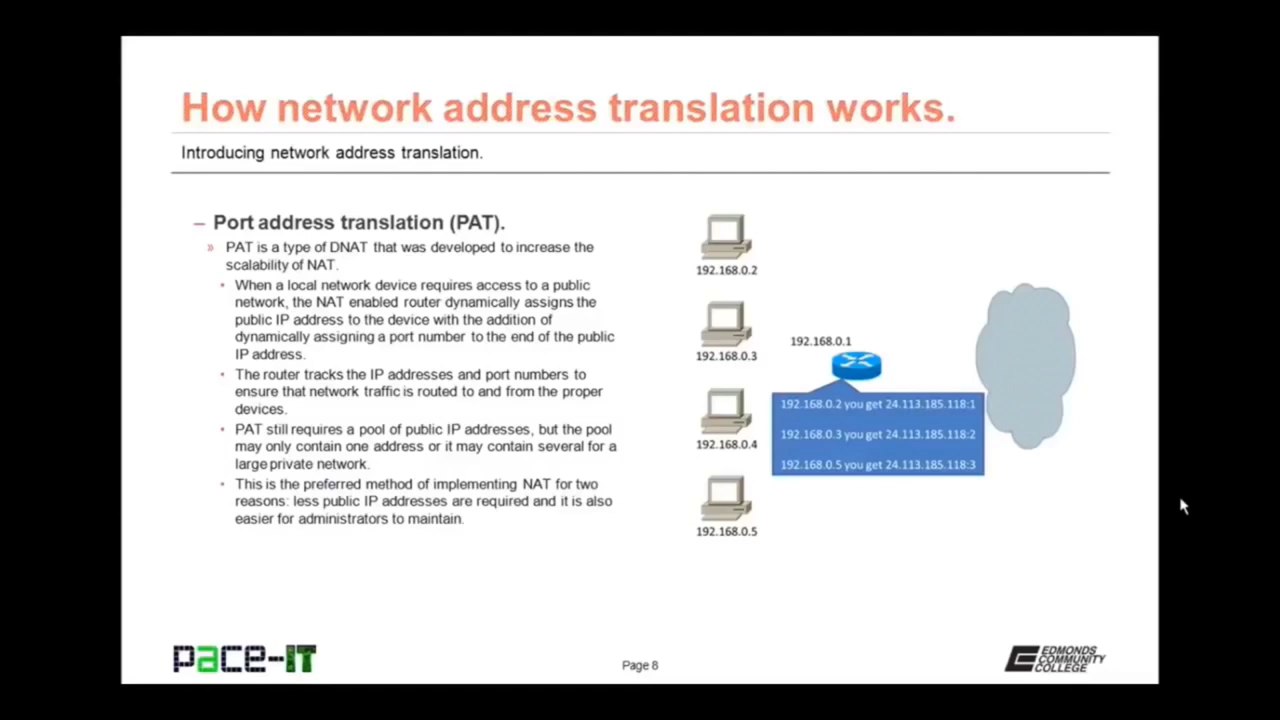 How network address translation works.
Introducing network address translation.
– Port address translation (PAT).
» PAT is a type of DNAT that was developed to increase the
scalability of NAT.
• When a local network device requires access to a public
network, the NAT enabled router dynamically assigns the
public IP address to the device with the addition of
dynamically assigning a port number to the end of the public
IP address.
• The router tracks the IP addresses and port numbers to
ensure that network traffic is routed to and from the proper
devices.
• PAT still requires a pool of public IP addresses, but the pool
may only contain one address or it may contain several for a
large private network.
• This is the preferred method of implementing NAT for two
reasons: less public IP addresses are required and it is also
easier for administrators to maintain.
192.168.0.2
192.168.0.3
192.168.0.4
192.168.0.5
192.168.0.1
192.168.0.2 you get 24.113.185.118:1
192.168.0.3 you get 24.113.185.118:2
192.168.0.5 you get 24.113.185.118:3
pace-IT
Page 8
EDMONDS
COMMUNITY
COLLEGE